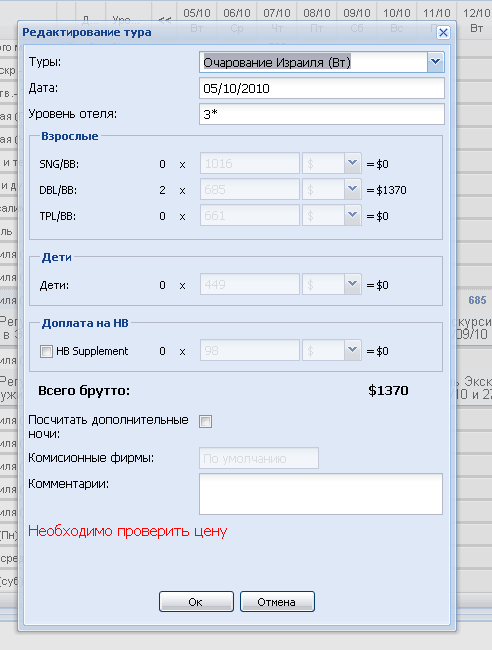 05/10 06/10 07/10 08/10 09/10 10/10 11/10 12/10
Вт Ср Чт Пт Сб Вс Вт
Редактирование тура
Туры: Очарование Израиля (Вт)
Дата: 05/10/2010
Уровень отеля: 3*
Взрослые
SNG/BB: 0 x 1016 $ =$0
DBL/BB: 2 x 685 $ =$1370
TPL/BB: 0 x 661 $ =$0
Дети
Дети: 0 x 449 $ =$0
685
Доплата на HB
HB Supplement 0 x 98 $ =$0
Всего брутто: $1370
Посчитать дополнительные
ночи:
Комисионные фирмы: По умолчанию
Комментарии:
Необходимо проверить цену
Ок Отмена